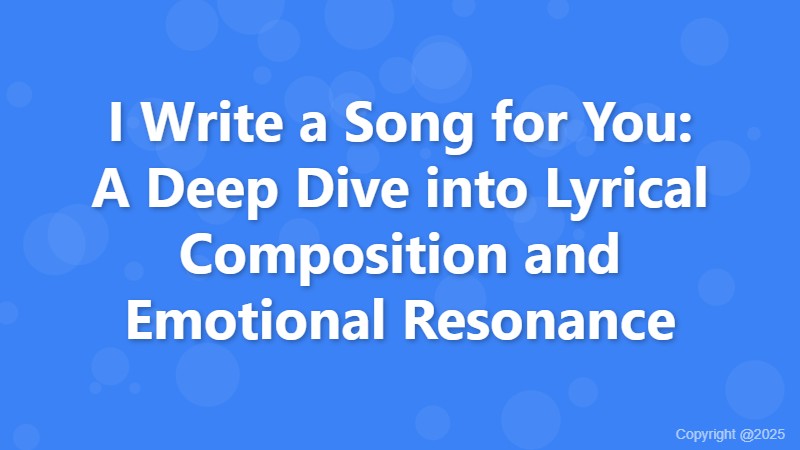 I Write a Song for You:
A Deep Dive into Lyrical
Composition and
Emotional Resonance
Copyright @2025